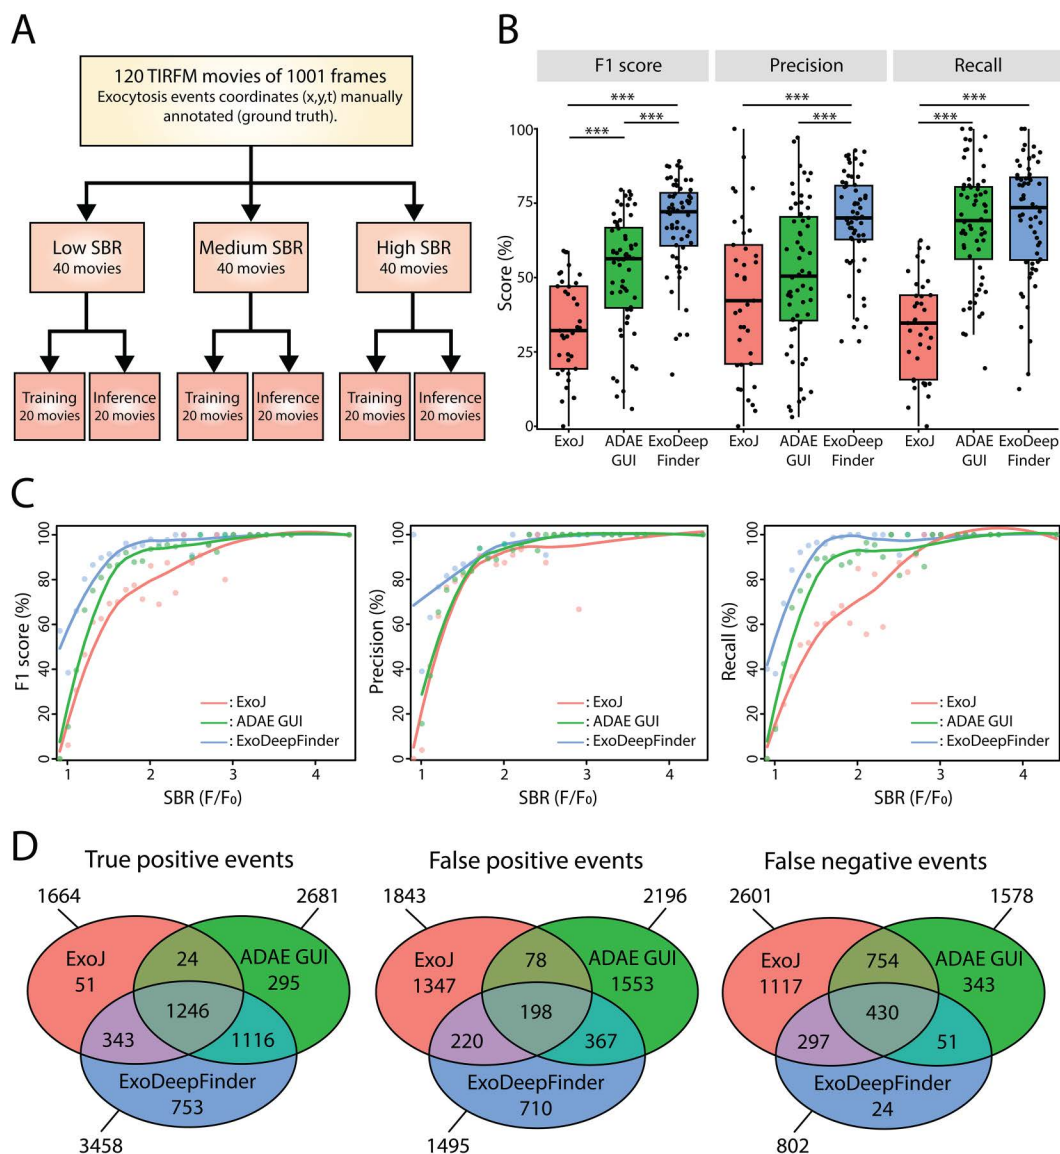 A
120 TIRFM movies of 1001 frames
Exocytosis events coordinates (x,y,t) manually
annotated (ground truth).
Low SBR
40 movies
Medium SBR
40 movies
High SBR
40 movies
Training
20 movies
Inference
20 movies
Training
20 movies
Inference
20 movies
Training
20 movies
Inference
20 movies
B
F1 score
Precision
Recall
***
***
***
***
***
***
***
Score (%)
100
75
50
25
0
ExoJ
ADAE
GUI
ExoDeep
Finder
ExoJ
ADAE
GUI
ExoDeep
Finder
ExoJ
ADAE
GUI
ExoDeep
Finder
C
F1 score (%)
100
80
60
40
20
0
: ExoJ
: ADAE GUI
: ExoDeepFinder
1 2 3 4
SBR (F/F₀)
Precision (%)
100
80
60
40
20
0
: ExoJ
: ADAE GUI
: ExoDeepFinder
1 2 3 4
SBR (F/F₀)
Recall (%)
100
80
60
40
20
0
: ExoJ
: ADAE GUI
: ExoDeepFinder
1 2 3 4
SBR (F/F₀)
D
True positive events
1664
2681
ExoJ
51
24
ADAE GUI
295
1246
343
1116
ExoDeepFinder
753
3458
False positive events
1843
2196
ExoJ
1347
78
ADAE GUI
1553
198
220
367
ExoDeepFinder
710
1495
False negative events
2601
1578
ExoJ
1117
754
ADAE GUI
343
430
297
51
ExoDeepFinder
24
802